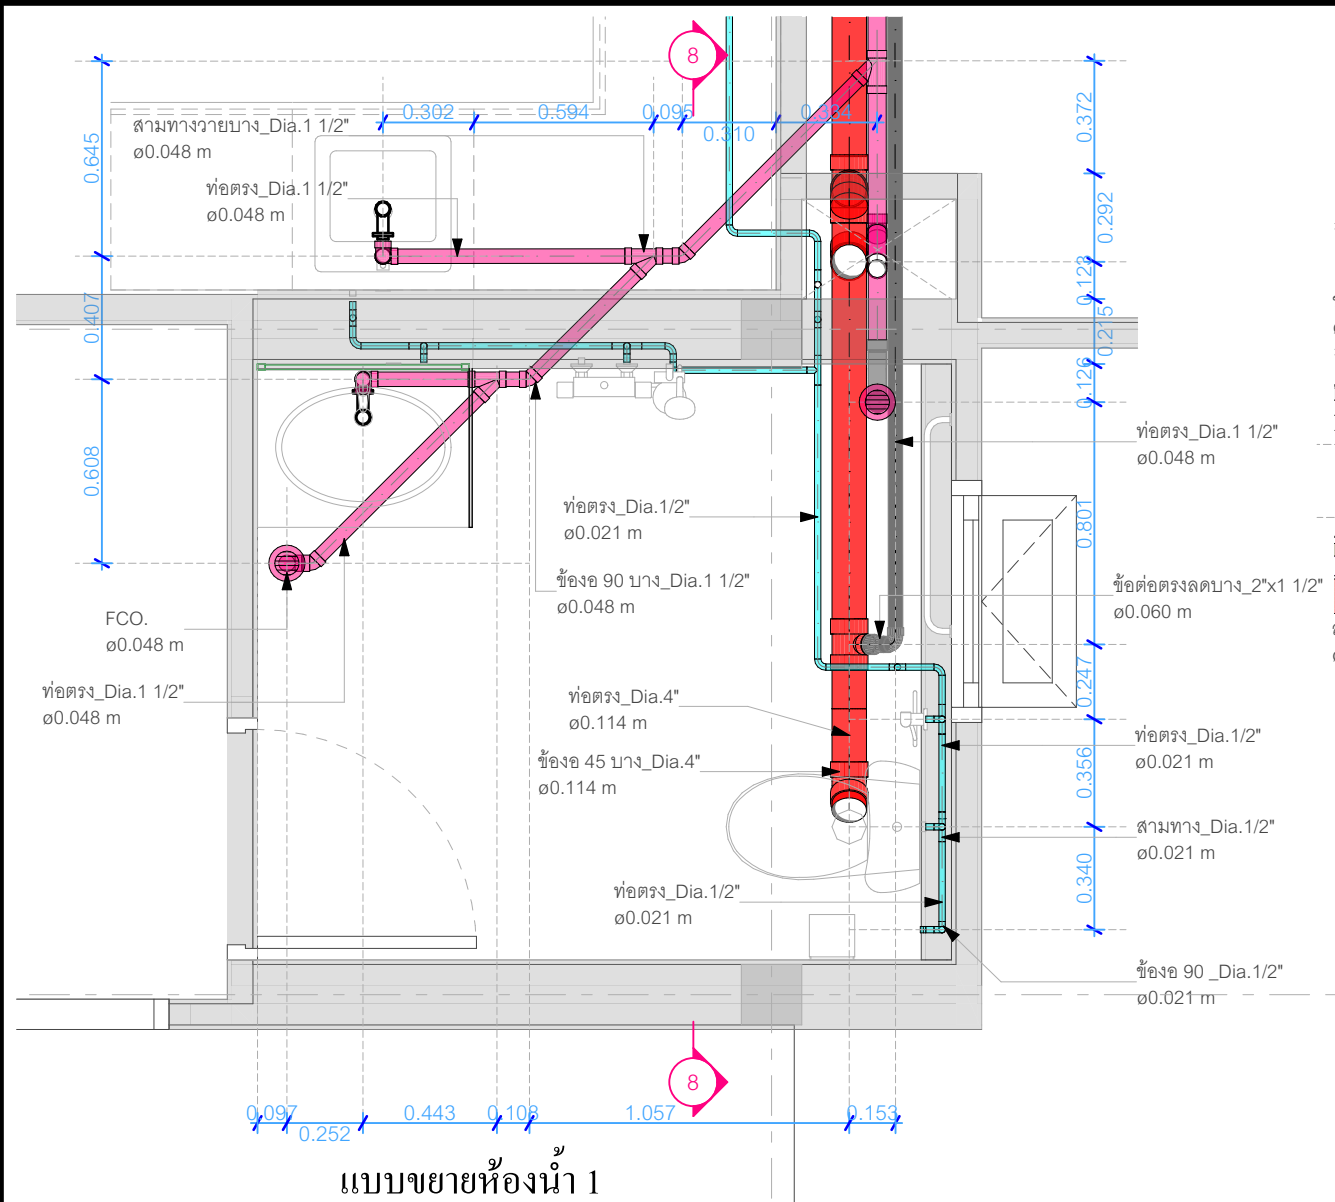 8
0.302
0.594
0.095
0.310
0.334
สามทางวายบาง_Dia.1 1/2"
ø0.048 m
ท่อตรง_Dia.1 1/2"
ø0.048 m
0.645
0.407
0.608
0.372
0.292
0.123
0.215
0.126
0.801
0.247
0.356
0.340
ท่อตรง_Dia.1 1/2"
ø0.048 m
ท่อตรง_Dia.1/2"
ø0.021 m
ข้องอ 90 บาง_Dia.1 1/2"
ø0.048 m
ข้อต่อตรงลดบาง_2"x1 1/2"
ø0.060 m
FCO.
ø0.048 m
ท่อตรง_Dia.1 1/2"
ø0.048 m
ท่อตรง_Dia.4"
ø0.114 m
ข้องอ 45 บาง_Dia.4"
ø0.114 m
ท่อตรง_Dia.1/2"
ø0.021 m
สามทาง_Dia.1/2"
ø0.021 m
ท่อตรง_Dia.1/2"
ø0.021 m
ข้องอ 90 _Dia.1/2"
ø0.021 m
8
0.097
0.252
0.443
0.108
1.057
0.153
แบบขยายห้องน้ำ 1